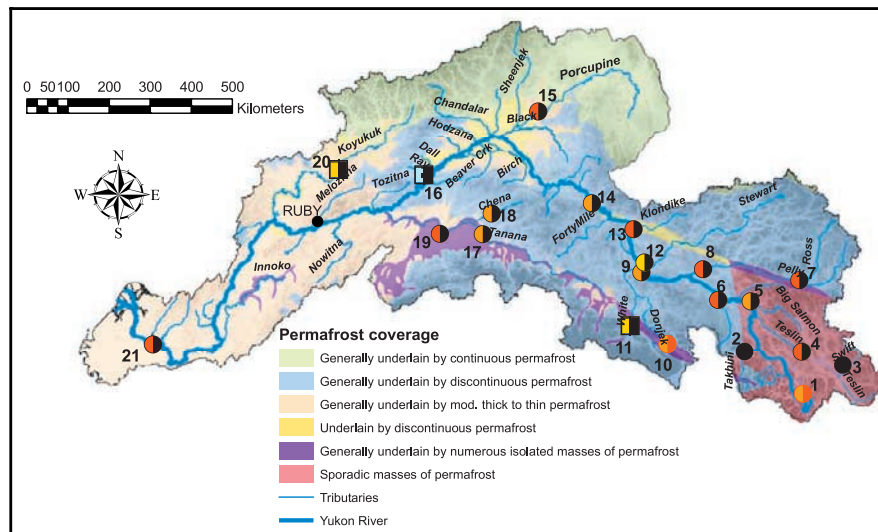 0 50 100 200 300 400 500
Kilometers
N
W E
S
Sheenjek
Porcupine
15
Chandalar
Black
Hodzana
Koyukuk
Dall
Ray
Beaver Crk
Birch
20
Melozitna
Tozitna
16
RUBY
Chena
18
14
Klondike
Stewart
FortyMile
13
Nowitna
Innoko
19
17
Tanana
12
9
8
Ross
Pelly
7
6
5
Big Salmon
White
Donjek
11
10
2
Takhini
Teslin
4
Swift
3
Teslin
1
21
Permafrost coverage
Generally underlain by continuous permafrost
Generally underlain by discontinuous permafrost
Generally underlain by mod. thick to thin permafrost
Underlain by discontinuous permafrost
Generally underlain by numerous isolated masses of permafrost
Sporadic masses of permafrost
Tributaries
Yukon River